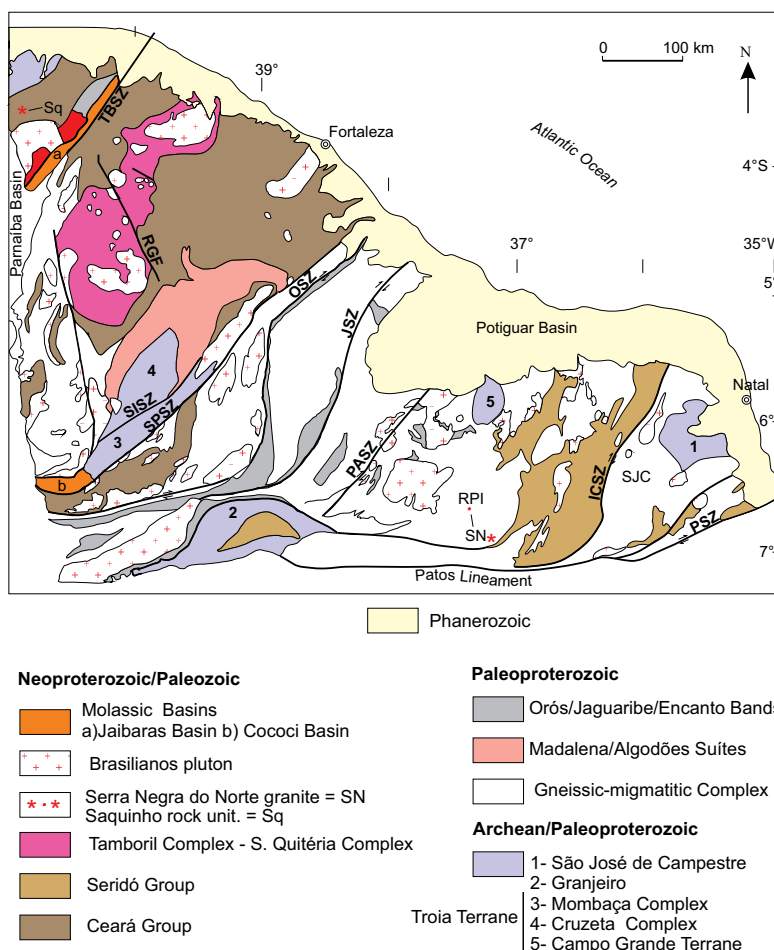 0 100 km
N
39°
Sq
TBSZ
a
Fortaleza
Atlantic Ocean
4°S
Parnaíba Basin
RGF
37°
35°W
5°
OSZ
JSZ
Potiguar Basin
Natal
4
SISZ
3
SPSZ
5
6°
1
PASZ
ICSZ
SJC
b
2
RPI
SN
PSZ
7°
Patos Lineament
Phanerozoic
Neoproterozoic/Paleozoic
Molassic Basins
a)Jaibaras Basin b) Cococi Basin
Brasilianos pluton
Serra Negra do Norte granite = SN
Saquinho rock unit. = Sq
Tamboril Complex - S. Quitéria Complex
Seridó Group
Ceará Group
Paleoproterozoic
Orós/Jaguaribe/Encanto Bands
Madalena/Algodões Suítes
Gneissic-migmatitic Complex
Archean/Paleoproterozoic
1- São José de Campestre
2- Granjeiro
Troia Terrane
3- Mombaça Complex
4- Cruzeta Complex
5- Campo Grande Terrane